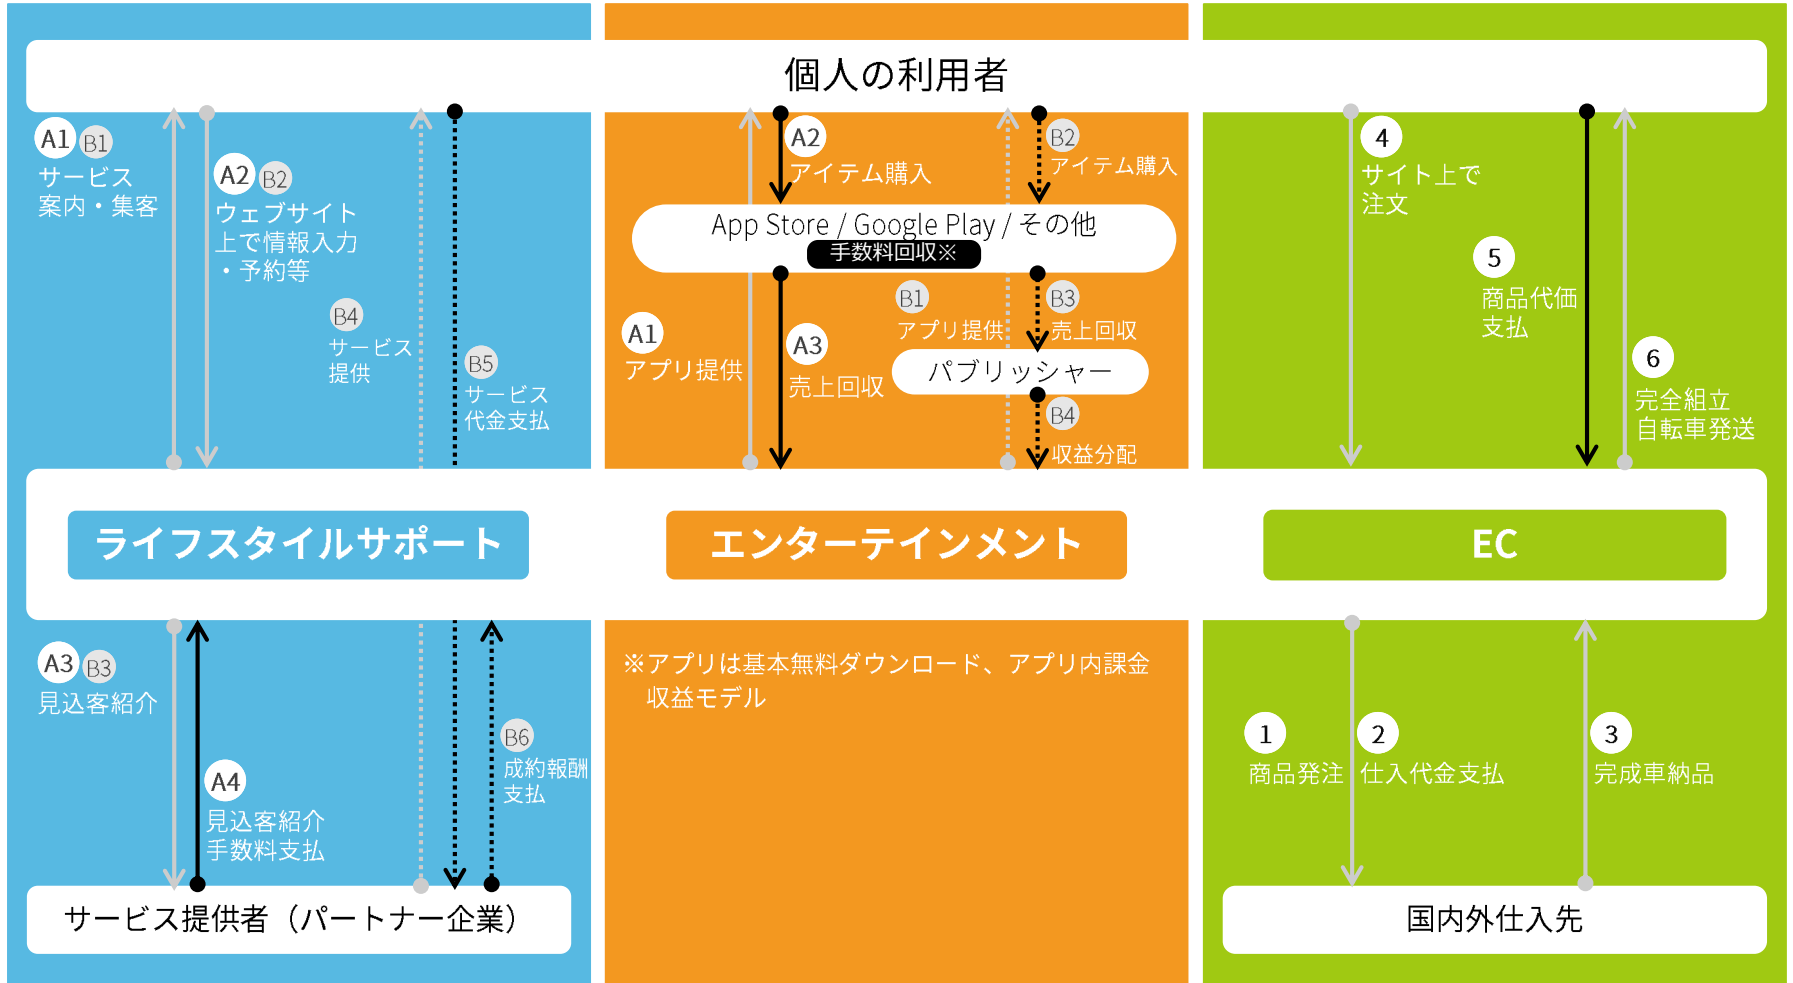 個人の利用者
A1 B1
サービス
案内・集客
A2 B2
ウェブサイト
上で情報入力
・予約等
B4
サービス
提供
B5
サービス
代金支払
A2
アイテム購入
B2
アイテム購入
App Store / Google Play / その他
手数料回収※
A1
アプリ提供
A3
売上回収
B1
アプリ提供
B3
売上回収
パブリッシャー
B4
収益分配
4
サイト上で
注文
5
商品代価
支払
6
完全組立
自転車発送
ライフスタイルサポート
エンターテインメント
EC
A3 B3
見込客紹介
A4
見込客紹介
手数料支払
B6
成約報酬
支払
サービス提供者（パートナー企業）
※アプリは基本無料ダウンロード、アプリ内課金
収益モデル
1
商品発注
2
仕入代金支払
3
完成車納品
国内外仕入先